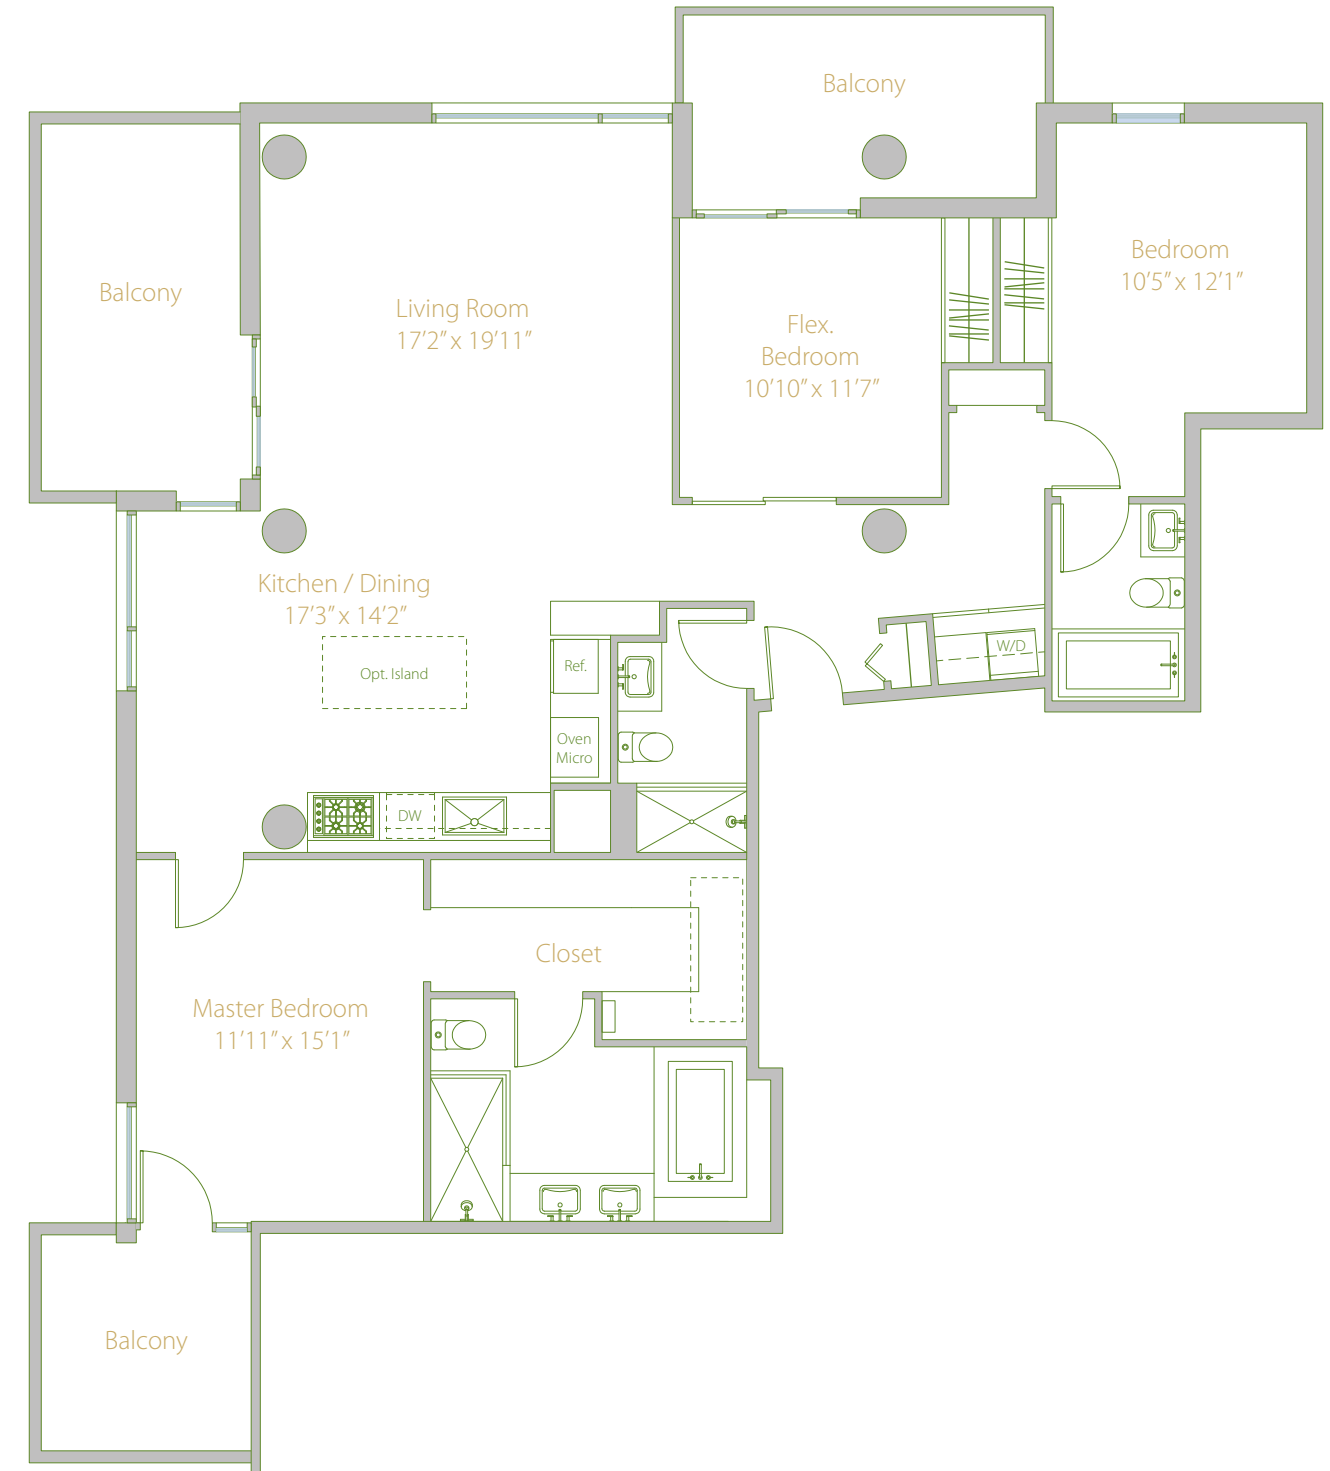 Balcony
Balcony
Living Room
17'2" x 19'11"
Flex.
Bedroom
10'10" x 11'7"
Bedroom
10'5" x 12'1"
Kitchen / Dining
17'3" x 14'2"
Opt. Island
Ref.
Oven
Micro
DW
W/D
Closet
Master Bedroom
11'11" x 15'1"
Balcony